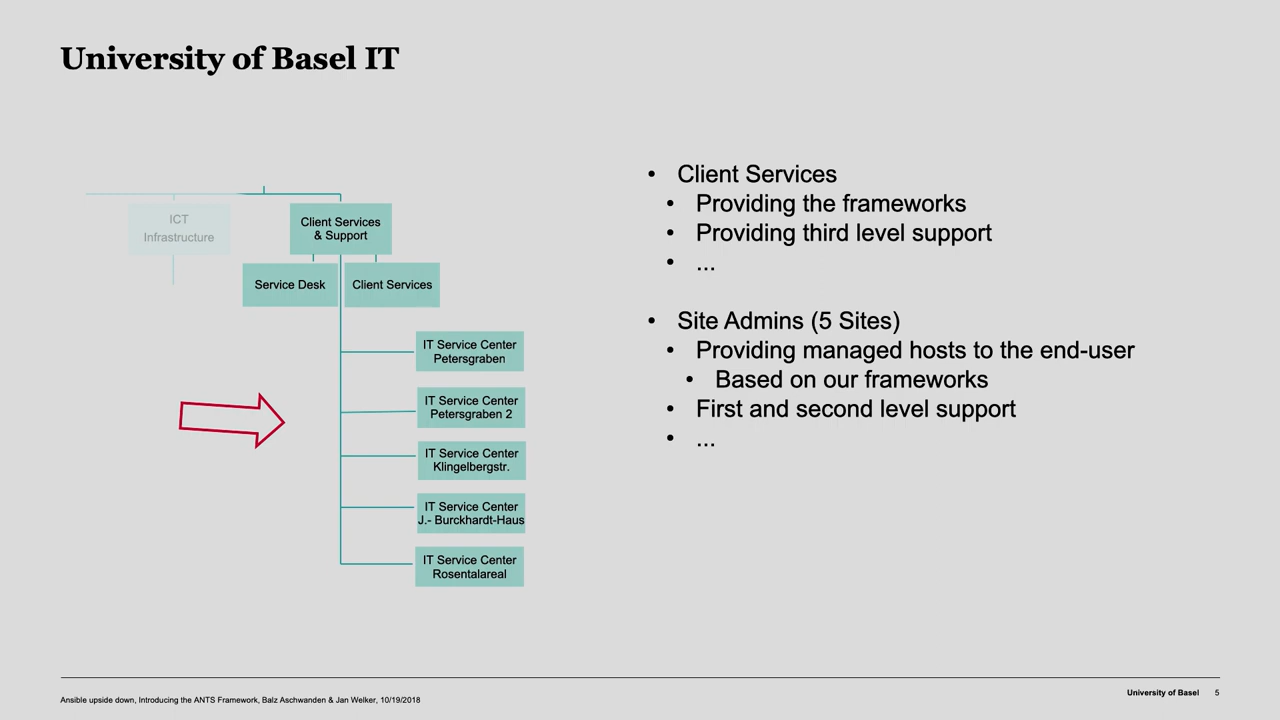 University of Basel IT
ICT
Infrastructure
Client Services
& Support
Service Desk
Client Services
IT Service Center
Petersgraben
IT Service Center
Petersgraben 2
IT Service Center
Klingelbergstr.
IT Service Center
J.- Burckhardt-Haus
IT Service Center
Rosentalareal
• Client Services
• Providing the frameworks
• Providing third level support
• ...
• Site Admins (5 Sites)
• Providing managed hosts to the end-user
• Based on our frameworks
• First and second level support
• ...
Ansible upside down, Introducing the ANTS Framework, Balz Aschwanden & Jan Welker, 10/19/2018
University of Basel 5